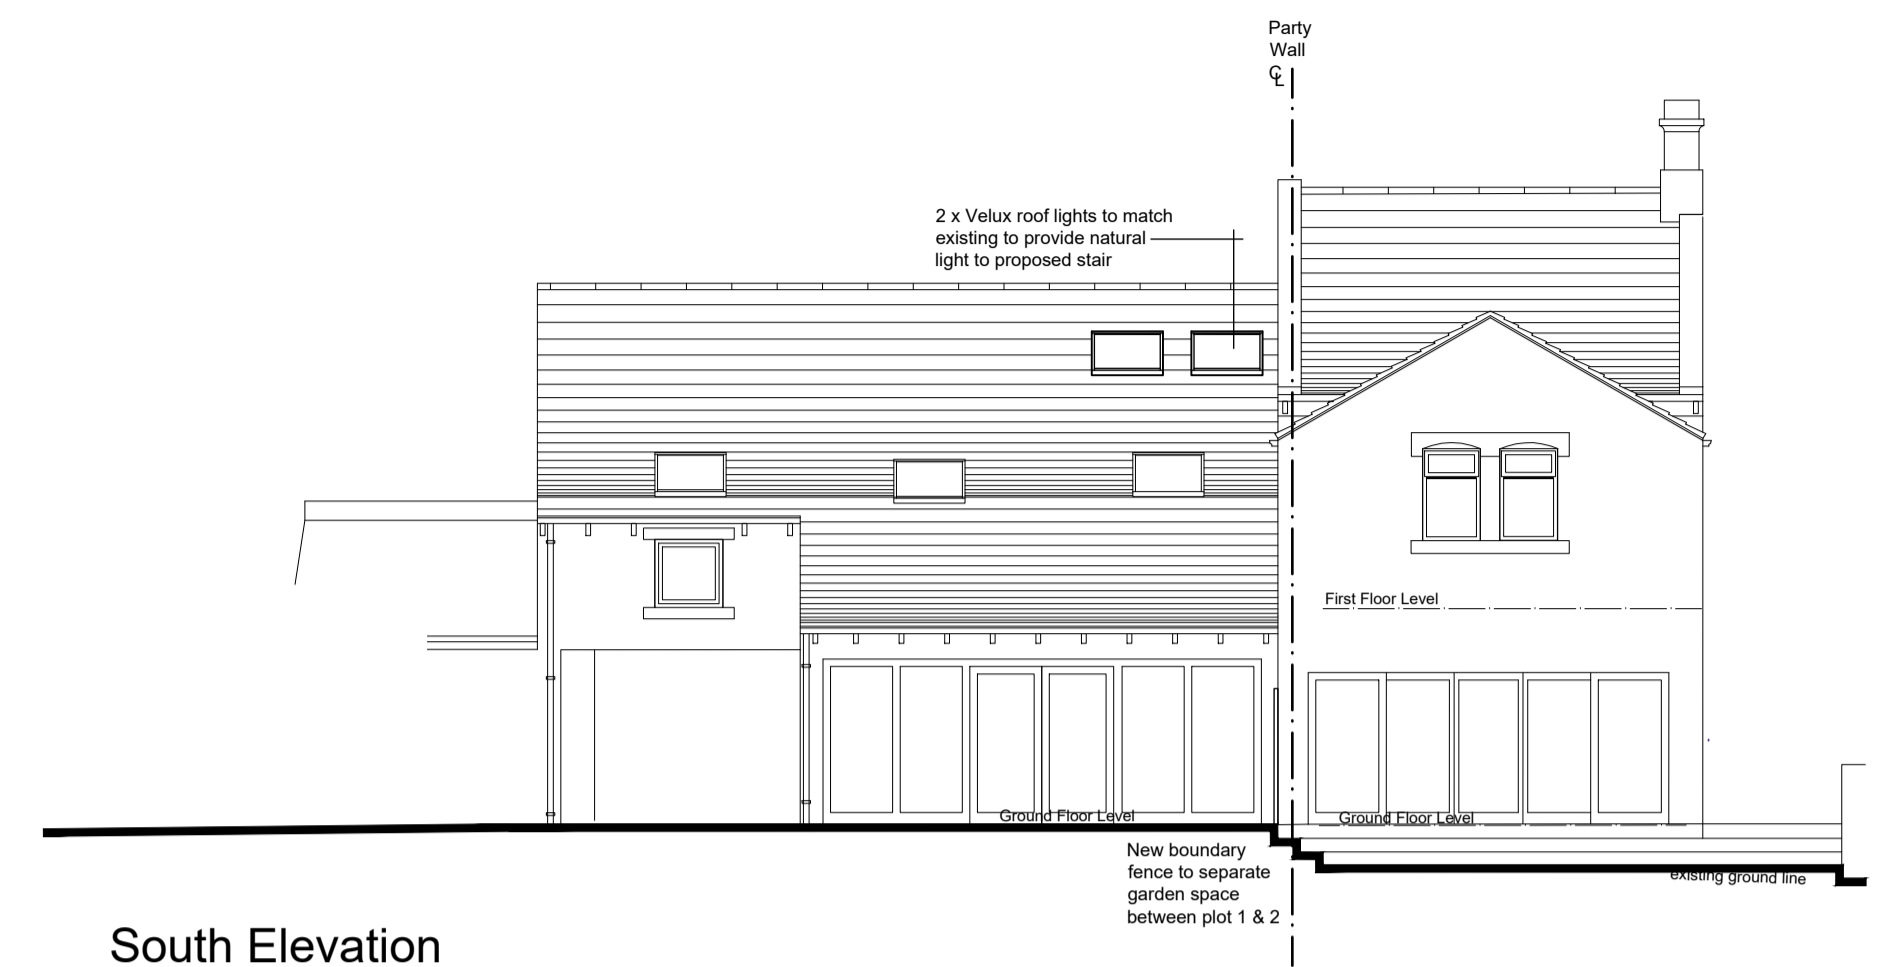 Party
Wall
℄
2 x Velux roof lights to match
existing to provide natural
light to proposed stair
First Floor Level
Ground Floor Level
Ground Floor Level
New boundary
fence to separate
garden space
between plot 1 & 2
existing ground line
South Elevation